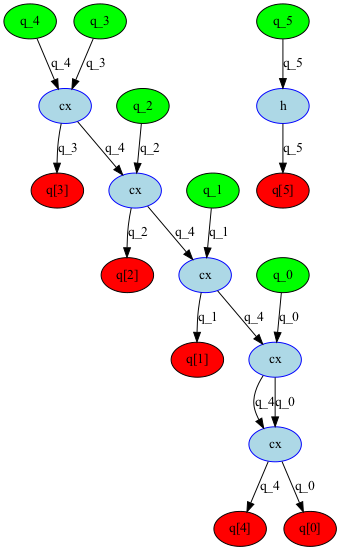 q_4 q_3 q_5
q_4 q_3 q_5
cx q_2 h
q_3 q_4 q_2 q_5
q[3] cx q_1 q[5]
q_2 q_4 q_1
q[2] cx q_0
q_1 q_4 q_0
q[1] cx
q_4 q_0
cx
q_4 q_0
q[4] q[0]